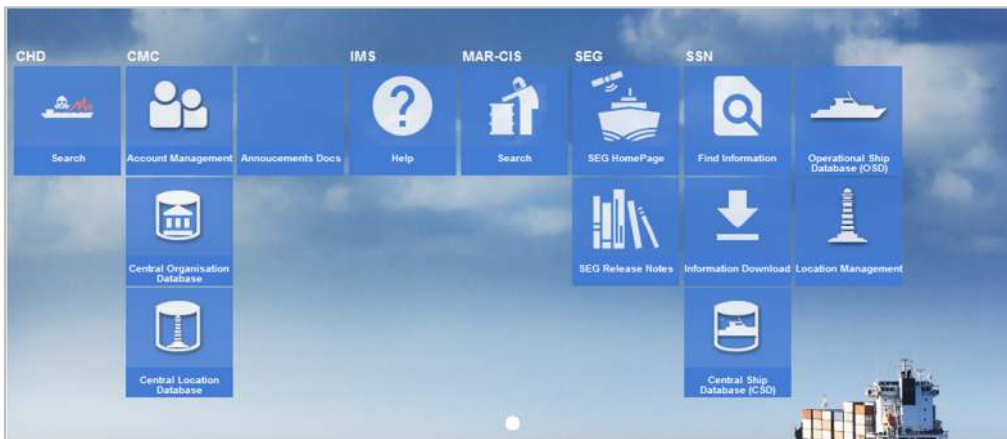 CHD
CMC
IMS
MAR-CIS
SEG
SSN
Search
Account Management
Annoucements Docs
Help
Search
SEG HomePage
Find Information
Operational Ship
Database (OSD)
Central Organisation
Database
SEG Release Notes
Information Download
Location Management
Central Location
Database
Central Ship
Database (CSD)